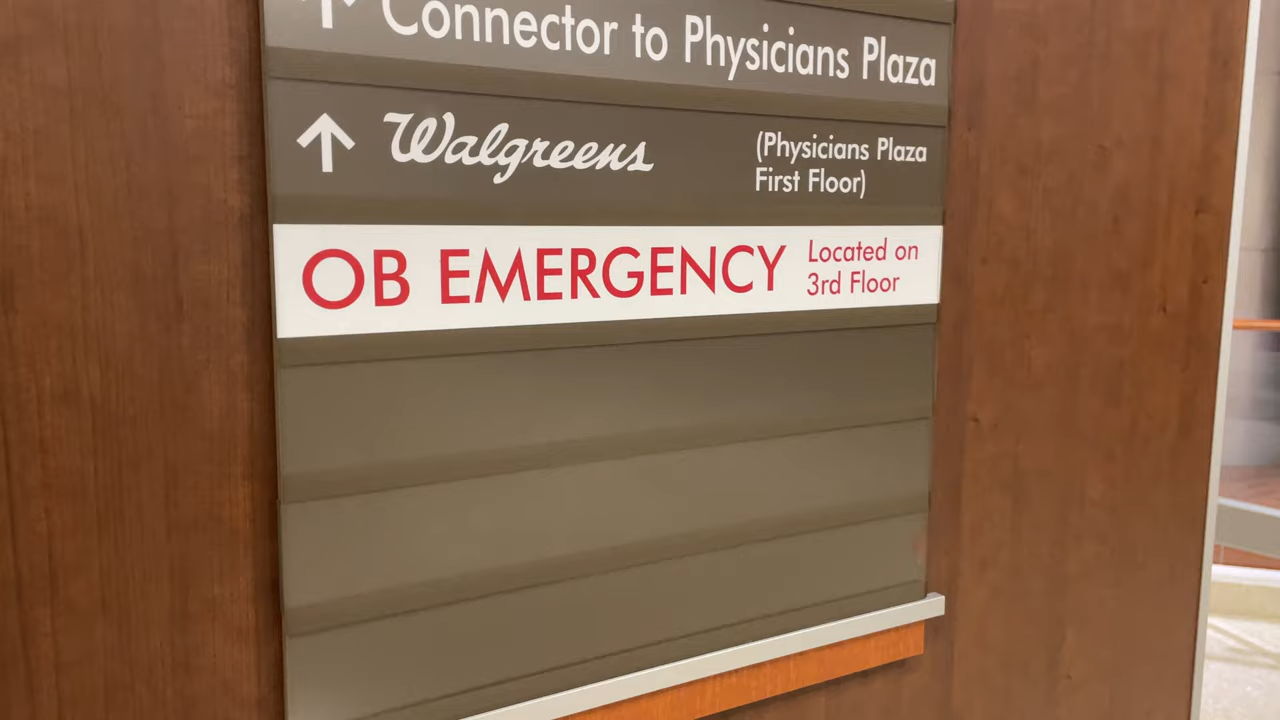 Connector to Physicians Plaza
Walgreens
(Physicians Plaza
First Floor)
OB EMERGENCY
Located on
3rd Floor